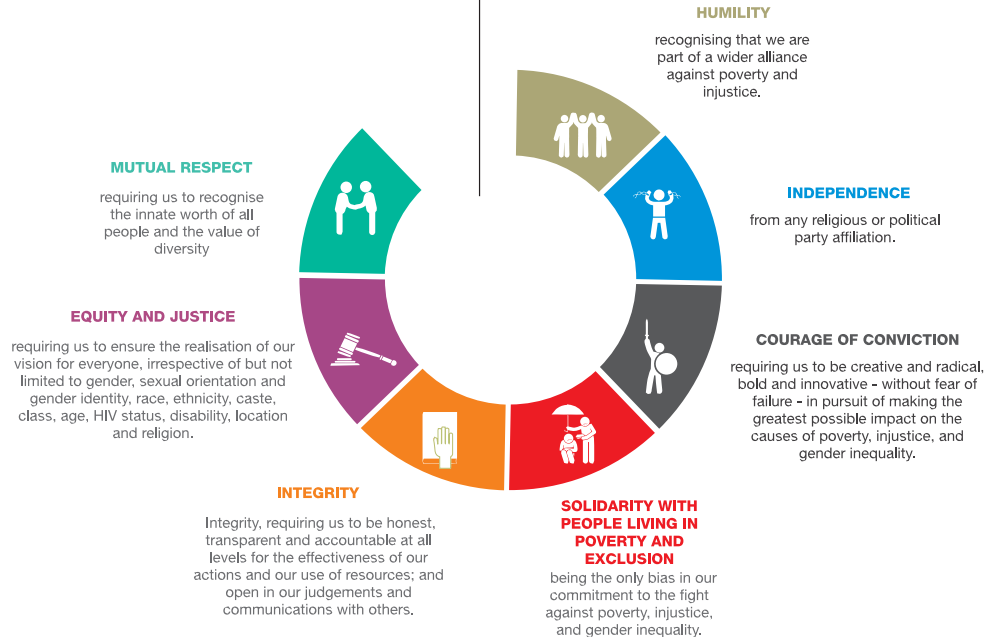 HUMILITY
recognising that we are
part of a wider alliance
against poverty and
injustice.
INDEPENDENCE
from any religious or political
party affiliation.
COURAGE OF CONVICTION
requiring us to be creative and radical,
bold and innovative - without fear of
failure - in pursuit of making the
greatest possible impact on the
causes of poverty, injustice, and
gender inequality.
SOLIDARITY WITH
PEOPLE LIVING IN
POVERTY AND
EXCLUSION
being the only bias in our
commitment to the fight
against poverty, injustice,
and gender inequality.
INTEGRITY
Integrity, requiring us to be honest,
transparent and accountable at all
levels for the effectiveness of our
actions and our use of resources; and
open in our judgements and
communications with others.
EQUITY AND JUSTICE
requiring us to ensure the realisation of our
vision for everyone, irrespective of but not
limited to gender, sexual orientation and
gender identity, race, ethnicity, caste,
class, age, HIV status, disability, location
and religion.
MUTUAL RESPECT
requiring us to recognise
the innate worth of all
people and the value of
diversity